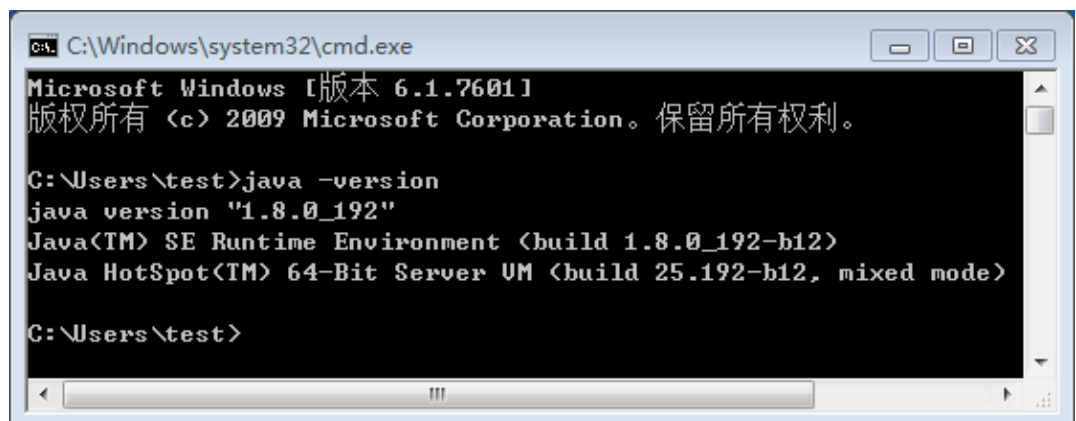 C:\Windows\system32\cmd.exe
Microsoft Windows [版本 6.1.7601]
版权所有 (c) 2009 Microsoft Corporation。保留所有权利。
C:\Users\test>java -version
java version "1.8.0_192"
Java(TM) SE Runtime Environment (build 1.8.0_192-b12)
Java HotSpot(TM) 64-Bit Server VM (build 25.192-b12, mixed mode)
C:\Users\test>